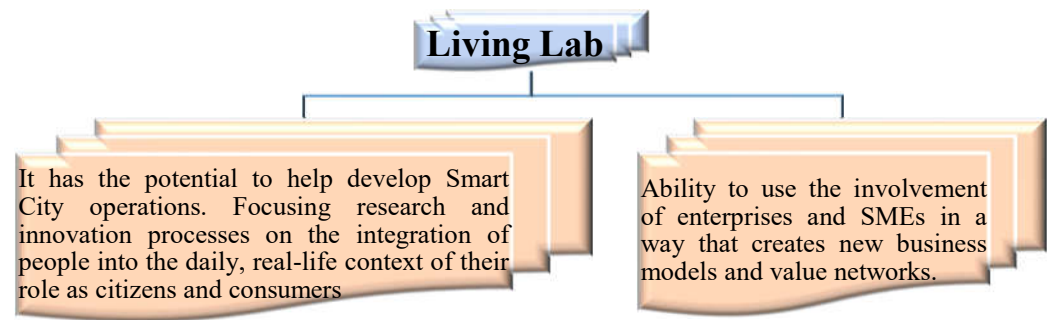 Living Lab
It has the potential to help develop Smart
City operations. Focusing research and
innovation processes on the integration of
people into the daily, real-life context of their
role as citizens and consumers
Ability to use the involvement
of enterprises and SMEs in a
way that creates new business
models and value networks.